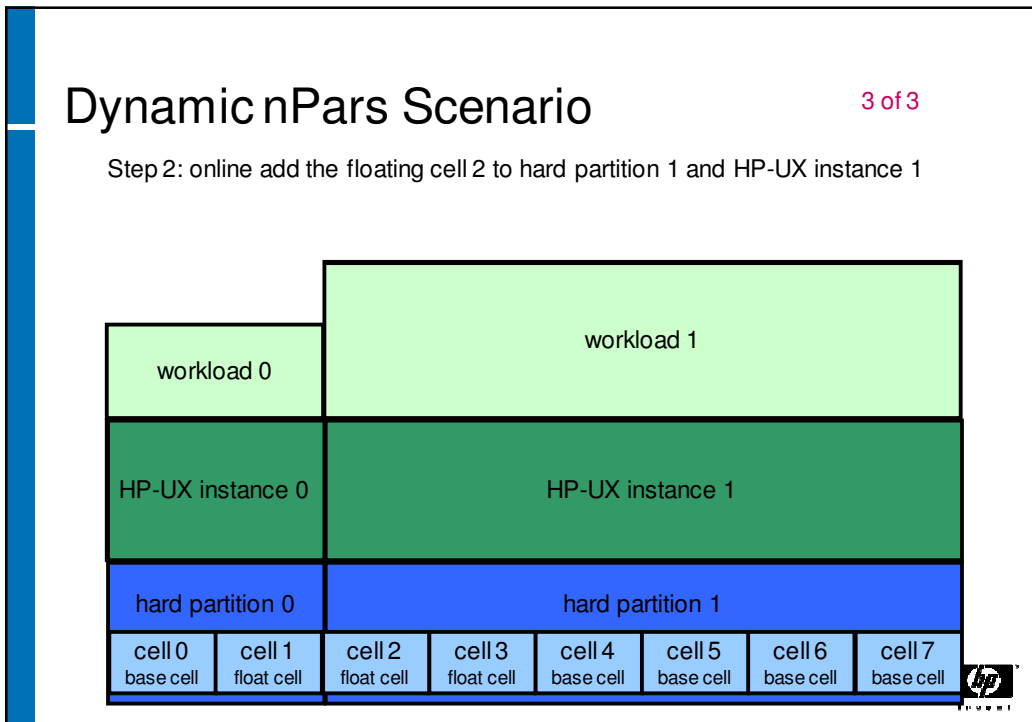 Dynamic nPars Scenario
3 of 3
Step 2: online add the floating cell 2 to hard partition 1 and HP-UX instance 1
workload 0
workload 1
HP-UX instance 0
HP-UX instance 1
hard partition 0
hard partition 1
cell 0
base cell
cell 1
float cell
cell 2
float cell
cell 3
float cell
cell 4
base cell
cell 5
base cell
cell 6
base cell
cell 7
base cell
hp